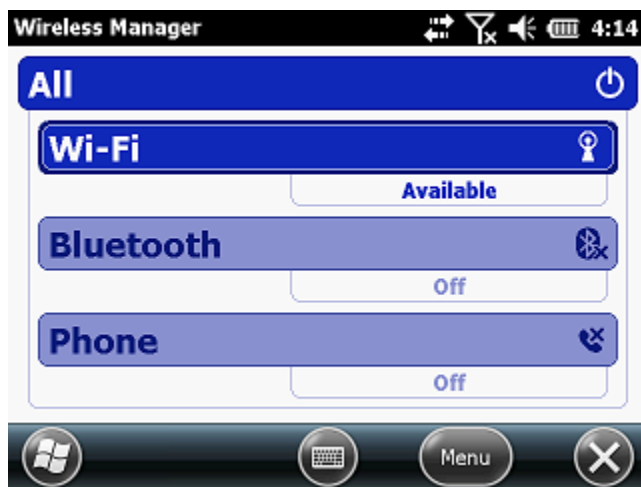 Wireless Manager 4:14
All
Wi-Fi
Available
Bluetooth
Off
Phone
Off
Menu